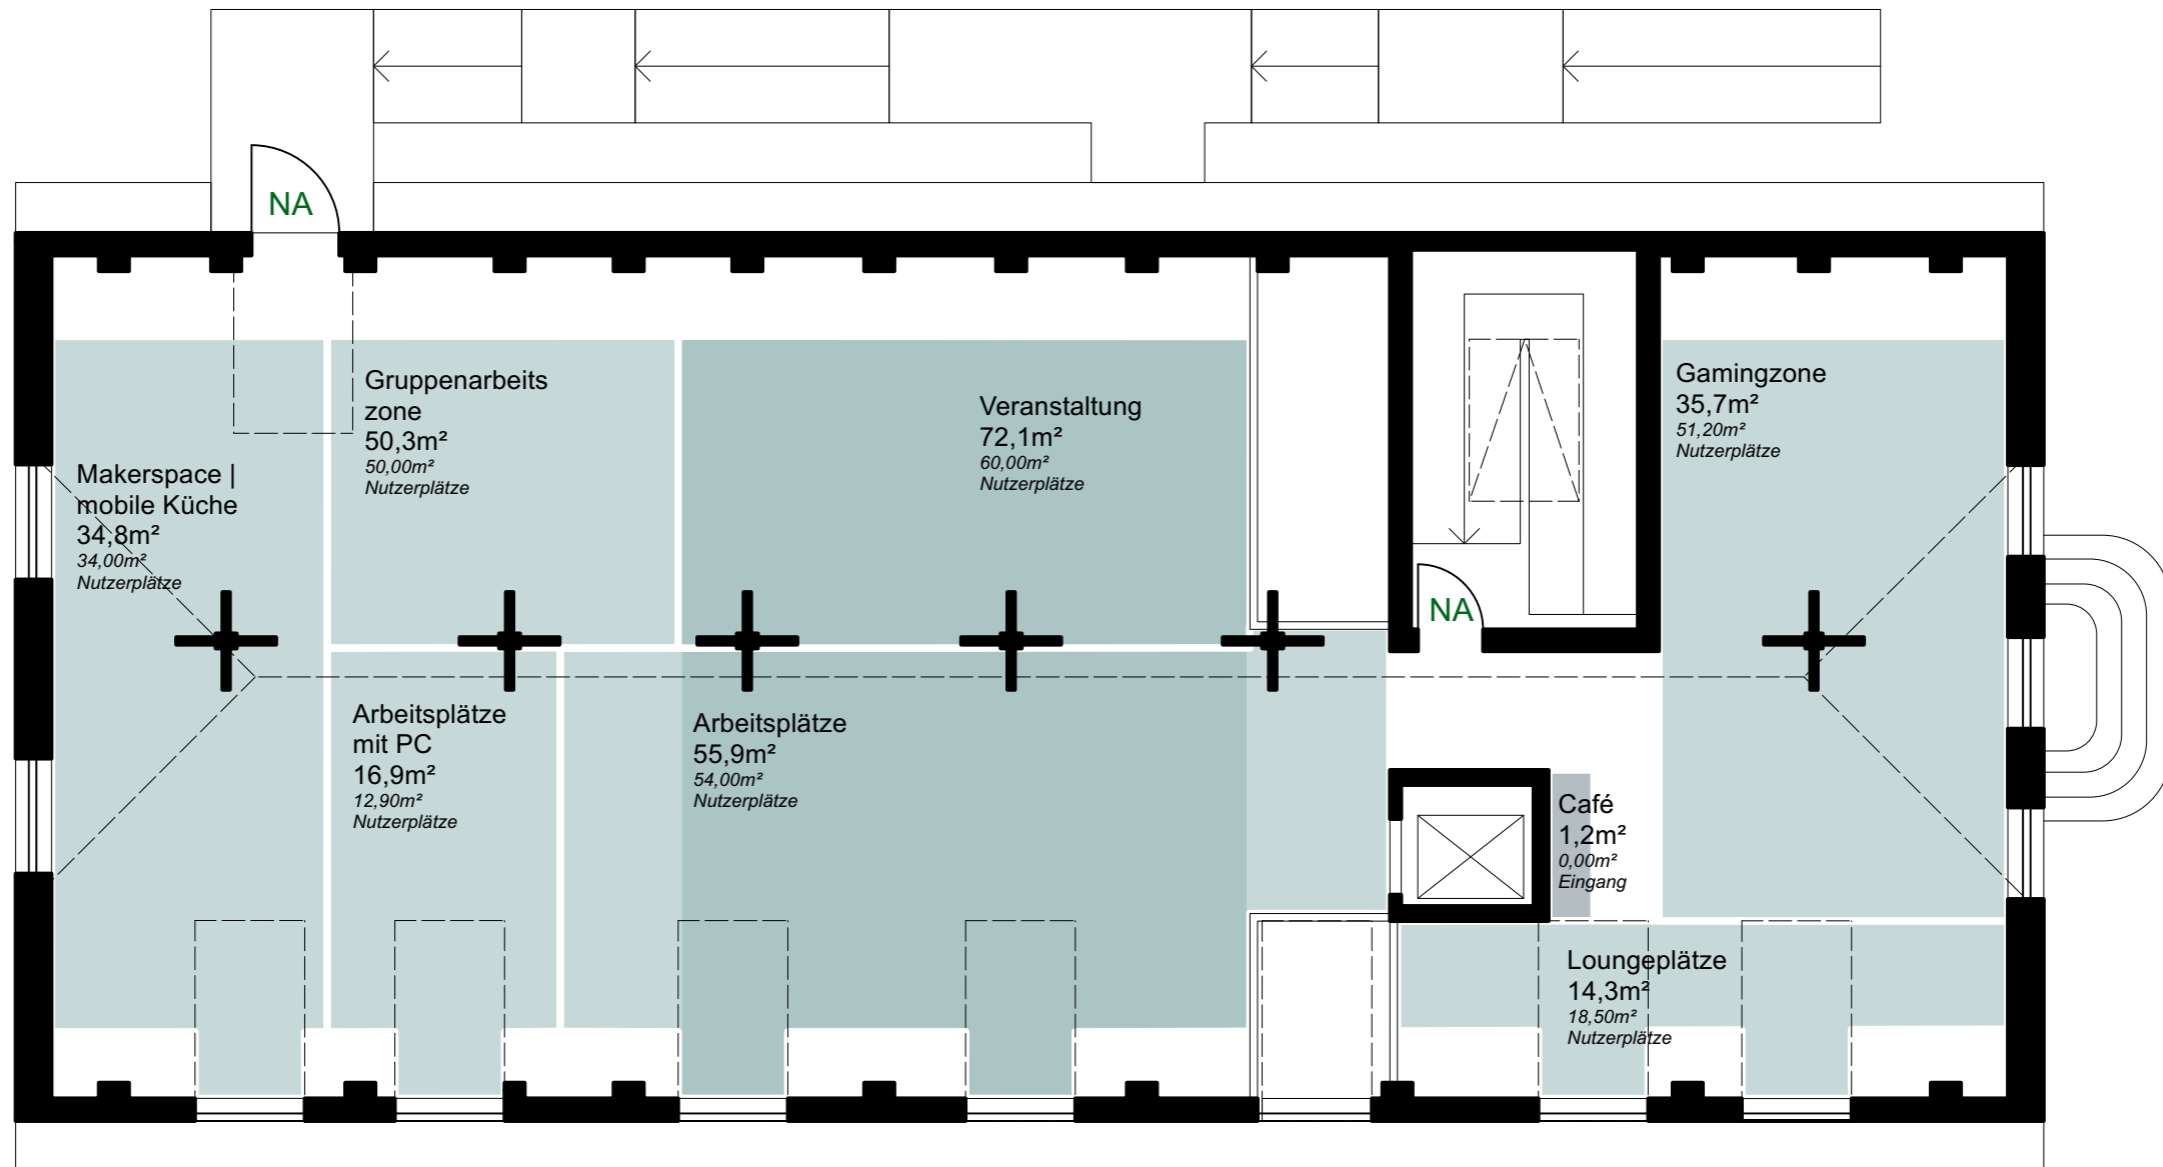 NA
Gruppenarbeits
zone
50,3m²
50,00m²
Nutzerplätze
Veranstaltung
72,1m²
60,00m²
Nutzerplätze
Gamingzone
35,7m²
51,20m²
Nutzerplätze
Makerspace |
mobile Küche
34,8m²
34,00m²
Nutzerplätze
NA
Arbeitsplätze
mit PC
16,9m²
12,90m²
Nutzerplätze
Arbeitsplätze
55,9m²
54,00m²
Nutzerplätze
Café
1,2m²
0,00m²
Eingang
Loungeplätze
14,3m²
18,50m²
Nutzerplätze